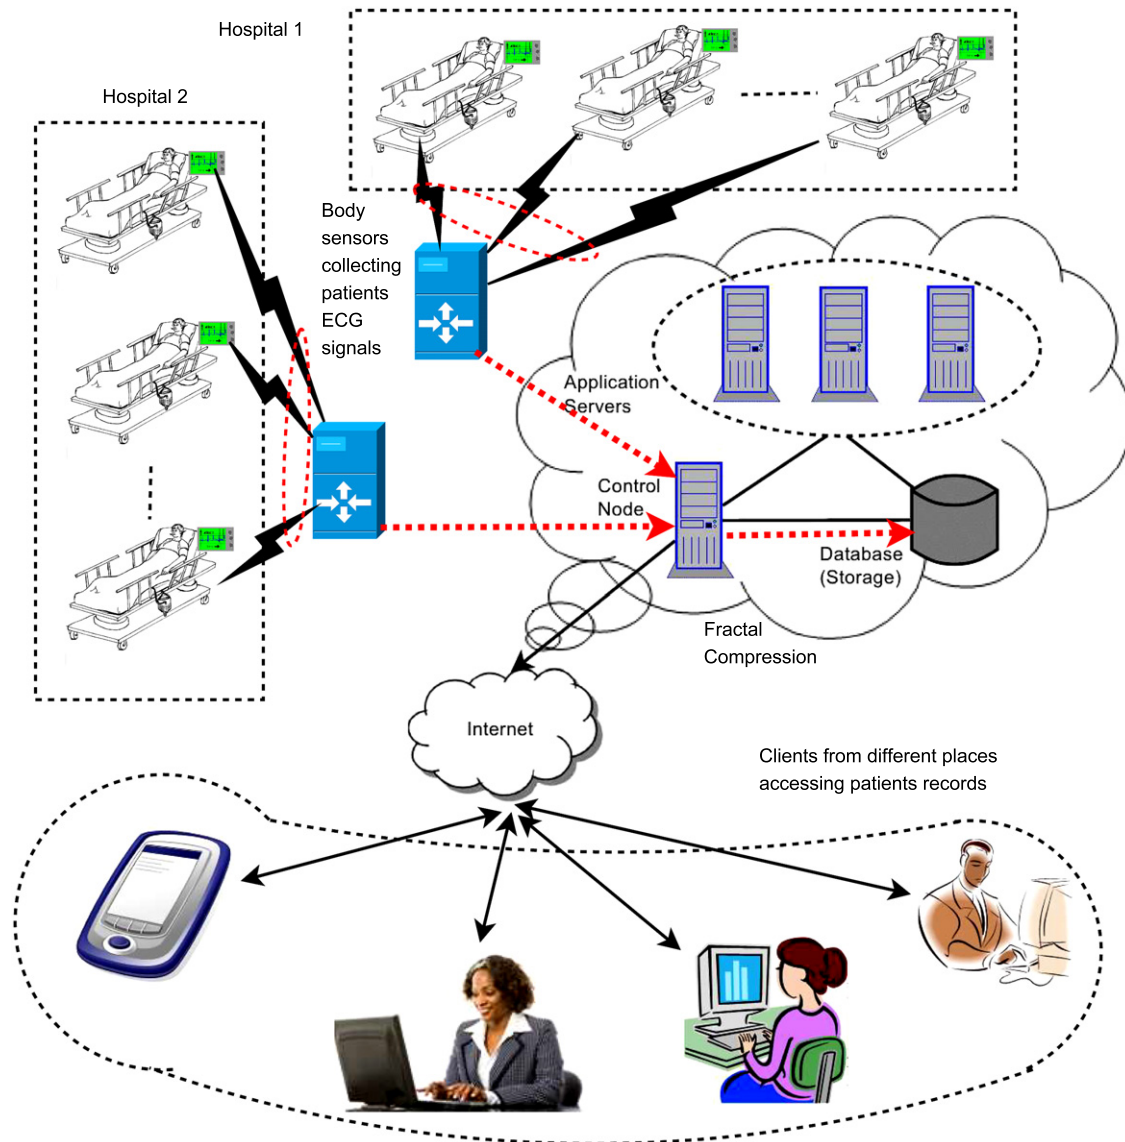 Hospital 1
Hospital 2
Body
sensors
collecting
patients
ECG
signals
Application
Servers
Control
Node
Database
(Storage)
Fractal
Compression
Internet
Clients from different places
accessing patients records